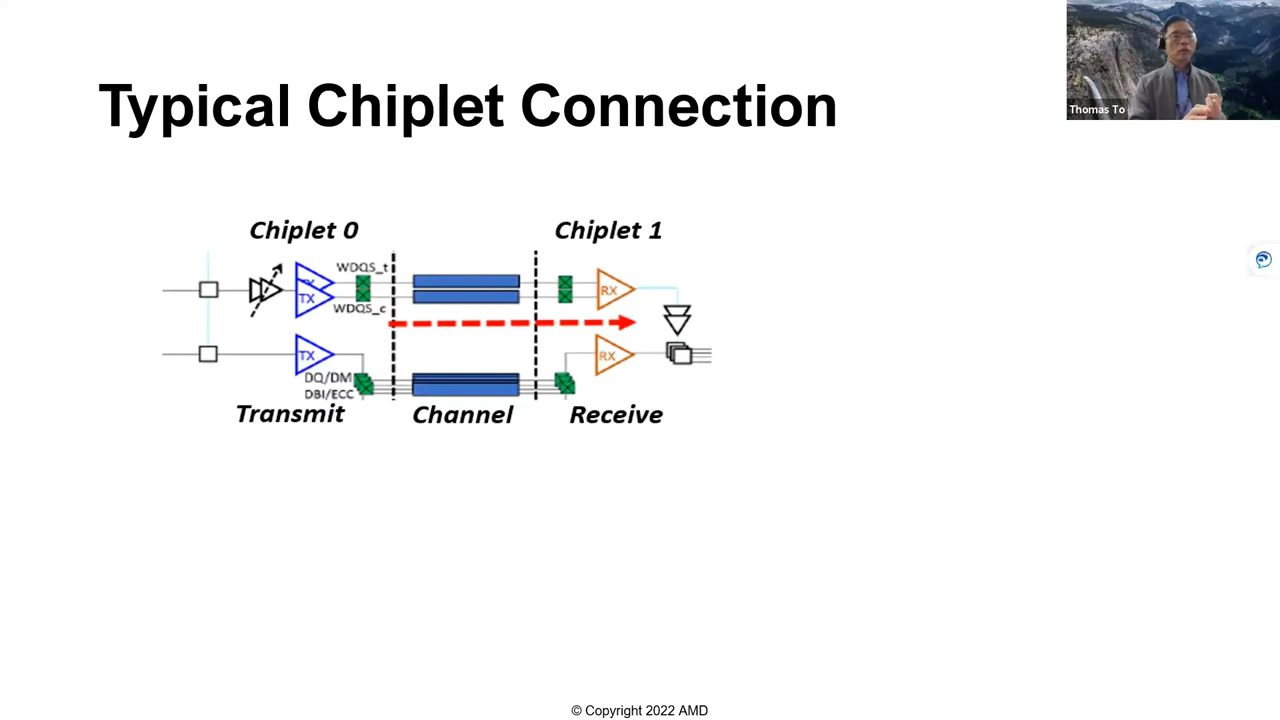 Typical Chiplet Connection
Thomas To
Chiplet 0
Chiplet 1
WDQS_t
TX
TX
RX
WDQS_c
TX
RX
DQ/DM
DBI/ECC
Transmit
Channel
Receive
© Copyright 2022 AMD